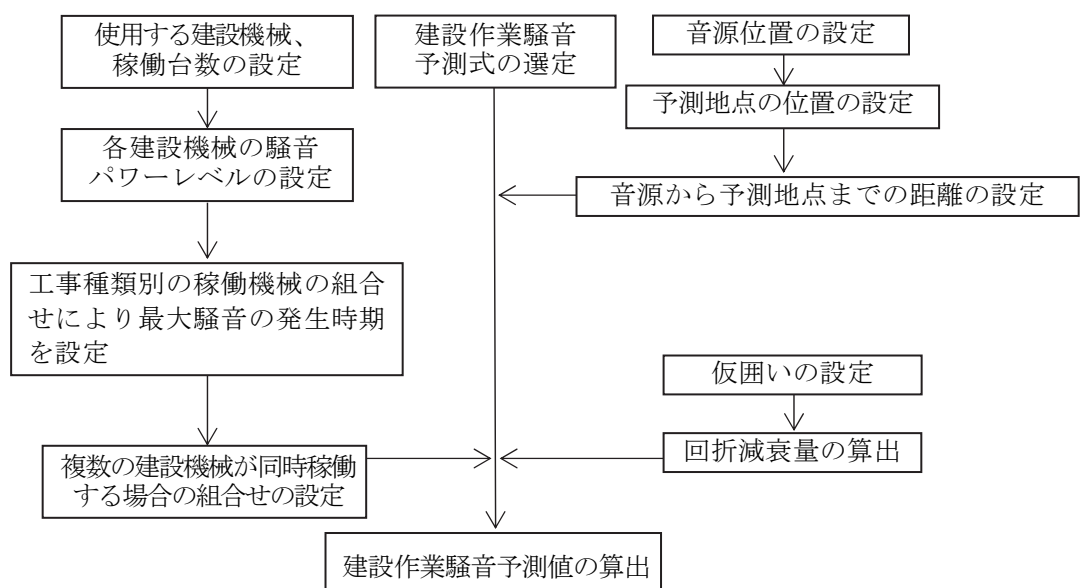 使用する建設機械、
稼働台数の設定
建設作業騒音
予測式の選定
音源位置の設定
予測地点の位置の設定
各建設機械の騒音
パワーレベルの設定
音源から予測地点までの距離の設定
工事種類別の稼働機械の組合
せにより最大騒音の発生時期
を設定
仮囲いの設定
回折減衰量の算出
複数の建設機械が同時稼働
する場合の組合せの設定
建設作業騒音予測値の算出